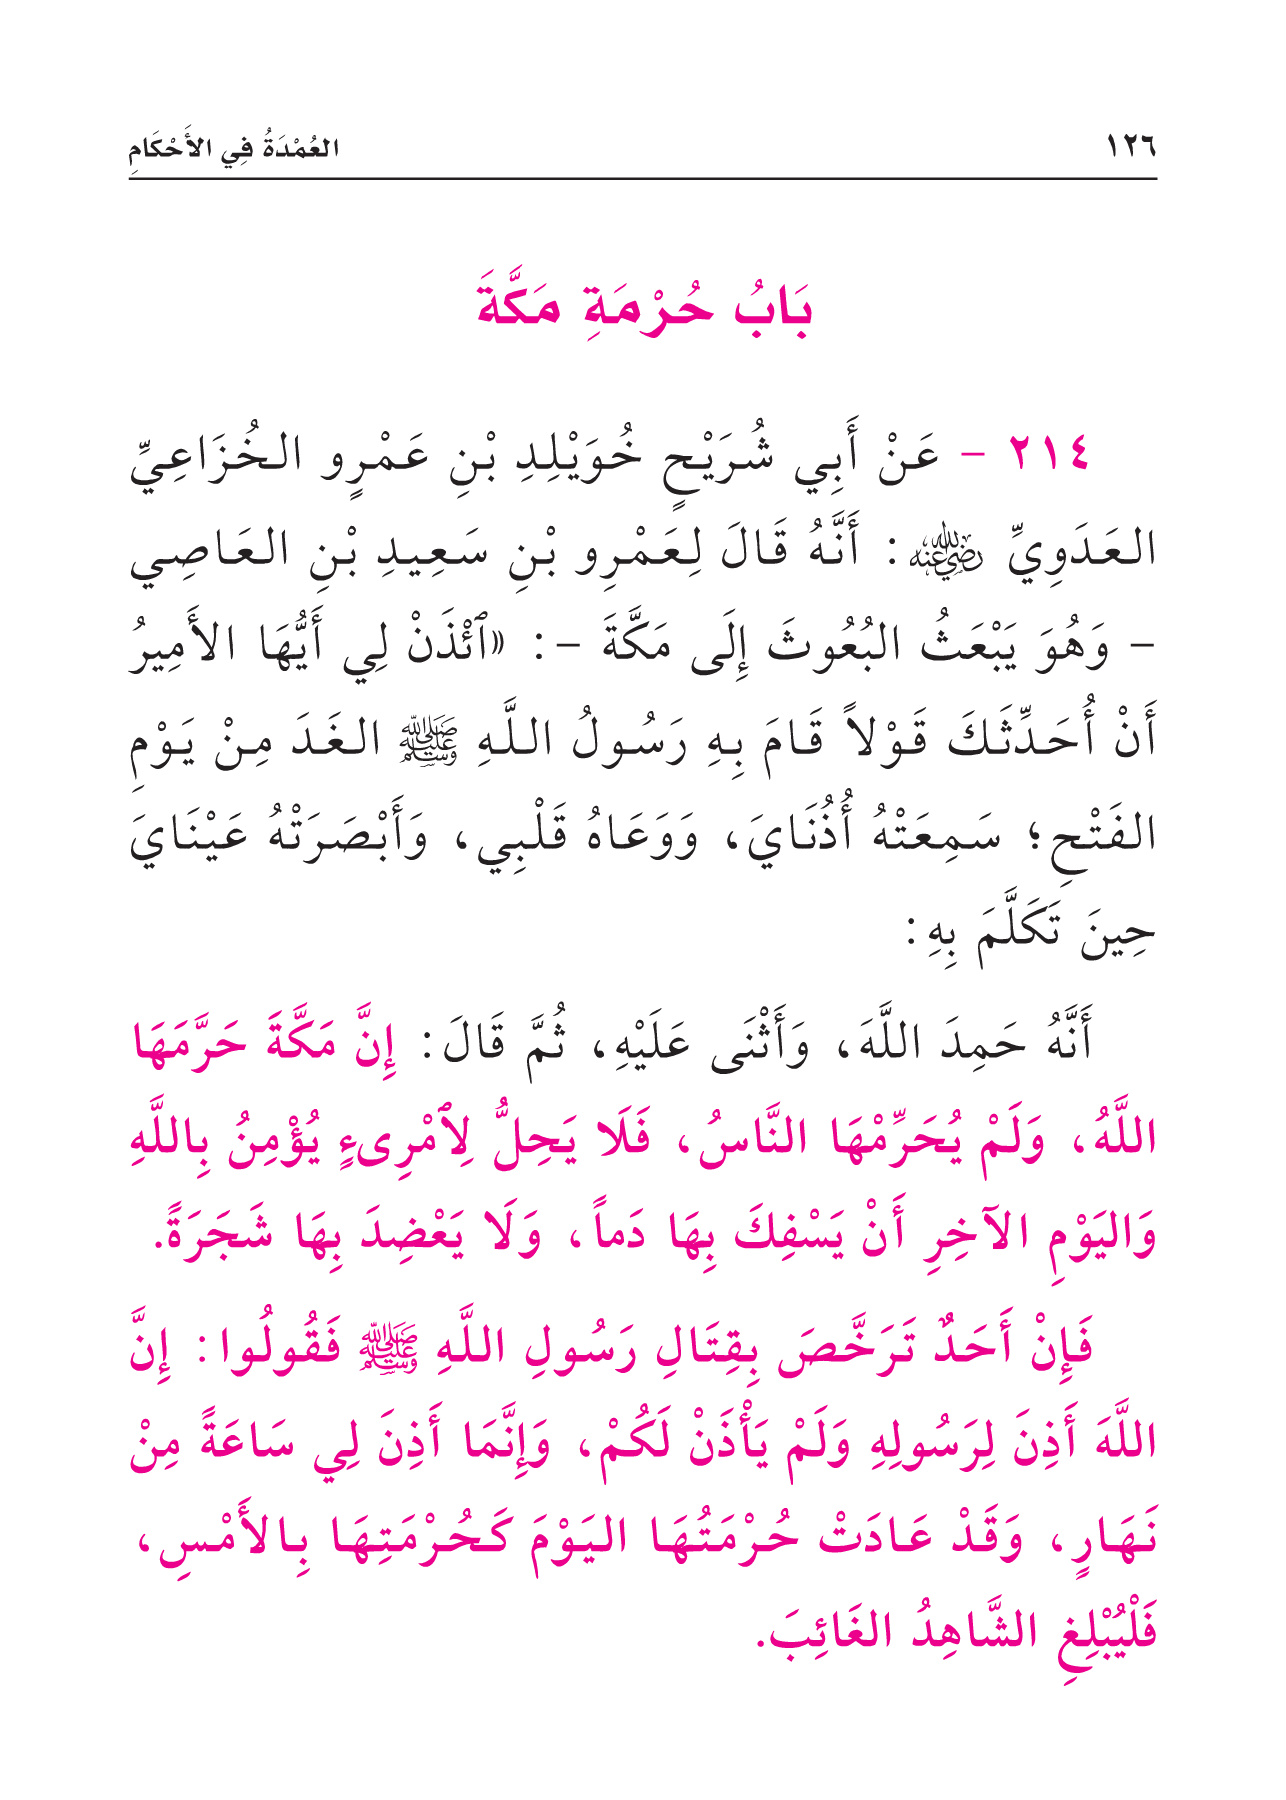 ١٢٦
العُمْدَةُ فِي الأَحْكَامِ
بَابُ حُرْمَةِ مَكَّةَ
٢١٤ - عَنْ أَبِي شُرَيْحٍ خُوَيْلِدِ بْنِ عَمْرٍو الخُزَاعِيِّ
العَدَوِيِّ رضي الله عنه: أَنَّهُ قَالَ لِعَمْرِو بْنِ سَعِيدِ بْنِ العَاصِي
- وَهُوَ يَبْعَثُ البُعُوثَ إِلَى مَكَّةَ -: «ٱئْذَنْ لِي أَيُّهَا الأَمِيرُ
أَنْ أُحَدِّثَكَ قَوْلاً قَامَ بِهِ رَسُولُ اللَّهِ ﷺ الغَدَ مِنْ يَوْمِ
الفَتْحِ؛ سَمِعَتْهُ أُذُنَايَ، وَوَعَاهُ قَلْبِي، وَأَبْصَرَتْهُ عَيْنَايَ
حِينَ تَكَلَّمَ بِهِ:
أَنَّهُ حَمِدَ اللَّهَ، وَأَثْنَى عَلَيْهِ، ثُمَّ قَالَ: إِنَّ مَكَّةَ حَرَّمَهَا
اللَّهُ، وَلَمْ يُحَرِّمْهَا النَّاسُ، فَلَا يَحِلُّ لِٱمْرِىءٍ يُؤْمِنُ بِاللَّهِ
وَاليَوْمِ الآخِرِ أَنْ يَسْفِكَ بِهَا دَماً، وَلَا يَعْضِدَ بِهَا شَجَرَةً.
فَإِنْ أَحَدٌ تَرَخَّصَ بِقِتَالِ رَسُولِ اللَّهِ ﷺ فَقُولُوا: إِنَّ
اللَّهَ أَذِنَ لِرَسُولِهِ وَلَمْ يَأْذَنْ لَكُمْ، وَإِنَّمَا أَذِنَ لِي سَاعَةً مِنْ
نَهَارٍ، وَقَدْ عَادَتْ حُرْمَتُهَا اليَوْمَ كَحُرْمَتِهَا بِالأَمْسِ،
فَلْيُبْلِغِ الشَّاهِدُ الغَائِبَ.